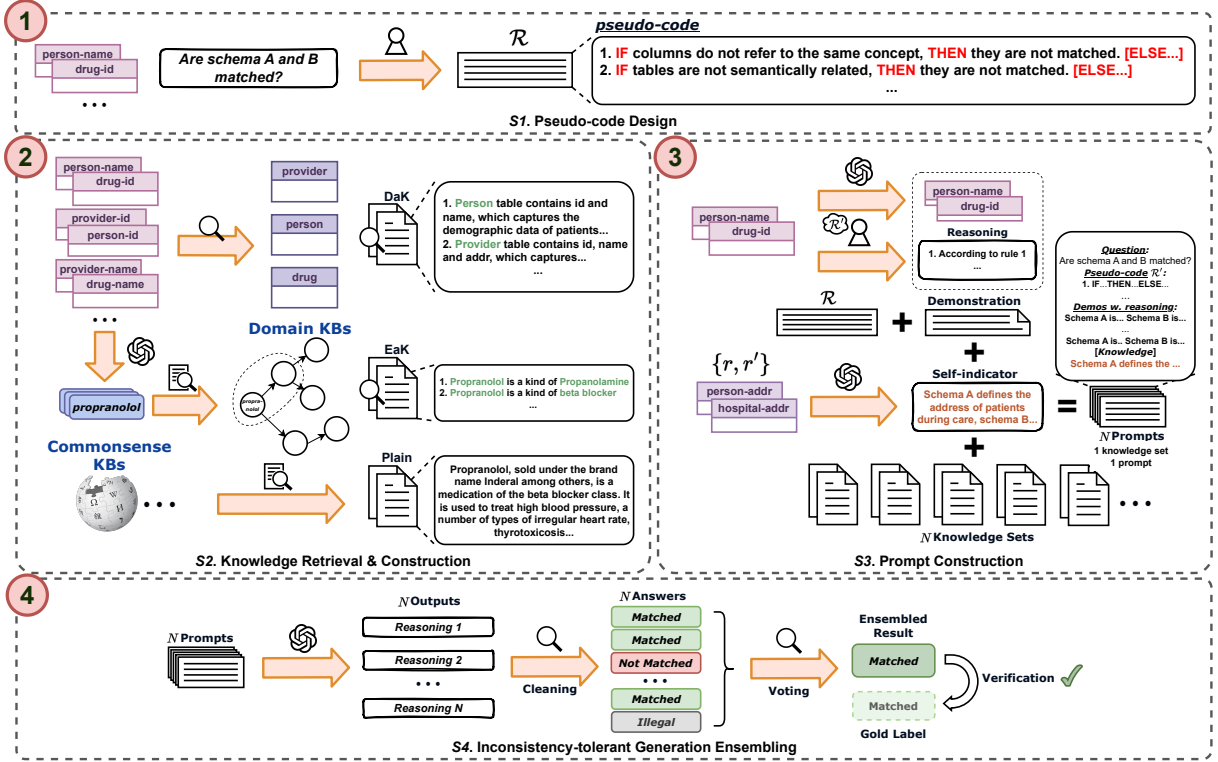 1
person-name
drug-id
...
Are schema A and B
matched?
R
pseudo-code
1. IF columns do not refer to the same concept, THEN they are not matched. [ELSE...]
2. IF tables are not semantically related, THEN they are not matched. [ELSE...]
...
S1. Pseudo-code Design
2
person-name
drug-id
provider-id
person-id
provider-name
drug-name
...
provider
person
drug
DaK
1. Person table contains id and
name, which captures the
demographic data of patients...
2. Provider table contains id, name
and addr, which captures...
...
propranolol
Domain KBs
propra-
nolol
EaK
1. Propranolol is a kind of Propanolamine
2. Propranolol is a kind of beta blocker
...
Commonsense
KBs
...
Plain
Propranolol, sold under the brand
name Inderal among others, is a
medication of the beta blocker class. It
is used to treat high blood pressure, a
number of types of irregular heart rate,
thyrotoxicosis...
S2. Knowledge Retrieval & Construction
3
person-name
drug-id
R'
person-name
drug-id
Reasoning
1. According to rule 1
...
R
+
Demonstration
+
{r, r'}
person-addr
hospital-addr
Self-indicator
Schema A defines the
address of patients
during care, schema B...
=
+
Question:
Are schema A and B matched?
Pseudo-code R':
1. IF...THEN...ELSE...
...
Demos w. reasoning:
Schema A is... Schema B is...
...
Schema A is.. Schema B is...
[Knowledge]
Schema A defines the ...
N Prompts
1 knowledge set
1 prompt
...
N Knowledge Sets
S3. Prompt Construction
4
N Prompts
N Outputs
Reasoning 1
Reasoning 2
...
Reasoning N
Cleaning
N Answers
Matched
Matched
Not Matched
...
Matched
Illegal
Voting
Ensembled
Result
Matched
Verification
Matched
Gold Label
S4. Inconsistency-tolerant Generation Ensembling